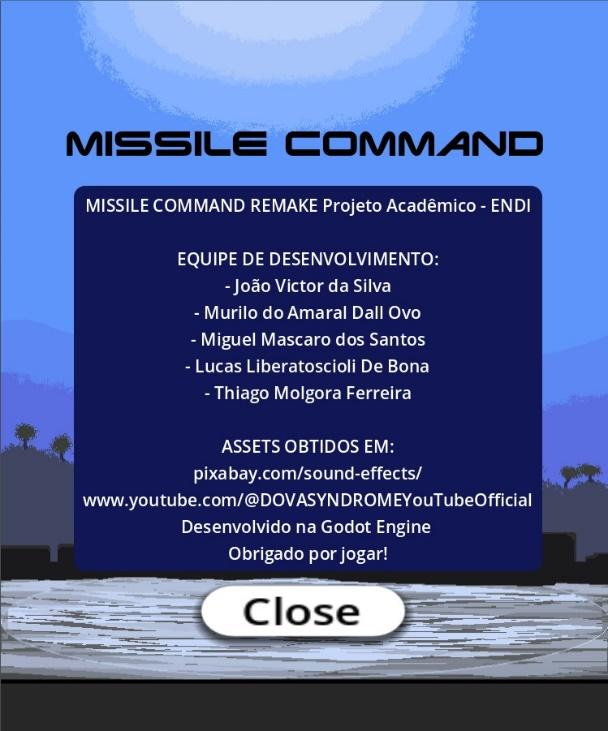 MISSILE COMMAND
MISSILE COMMAND REMAKE Projeto Acadêmico - ENDI
EQUIPE DE DESENVOLVIMENTO:
- João Victor da Silva
- Murilo do Amaral Dall Ovo
- Miguel Mascaro dos Santos
- Lucas Liberatoscioli De Bona
- Thiago Molgora Ferreira
ASSETS OBTIDOS EM:
pixabay.com/sound-effects/
www.youtube.com/@DOVASYNDROMEYouTubeOfficial
Desenvolvido na Godot Engine
Obrigado por jogar!
Close